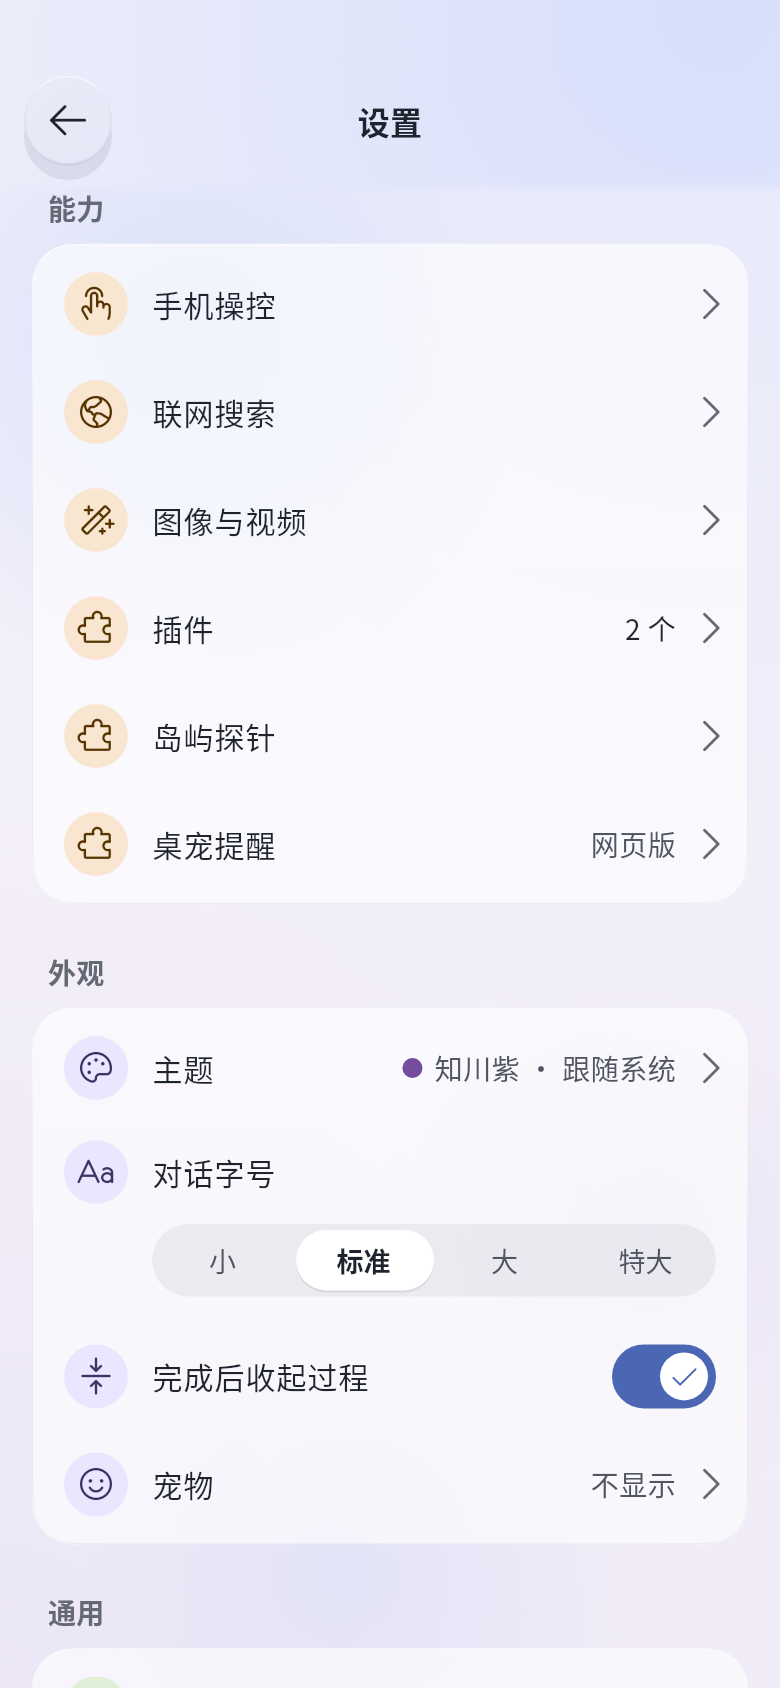 设置
能力
手机操控
联网搜索
图像与视频
插件 2 个
岛屿探针
桌宠提醒 网页版
外观
主题 知川紫 • 跟随系统
Aa 对话字号
小 标准 大 特大
完成后收起过程
宠物 不显示
通用